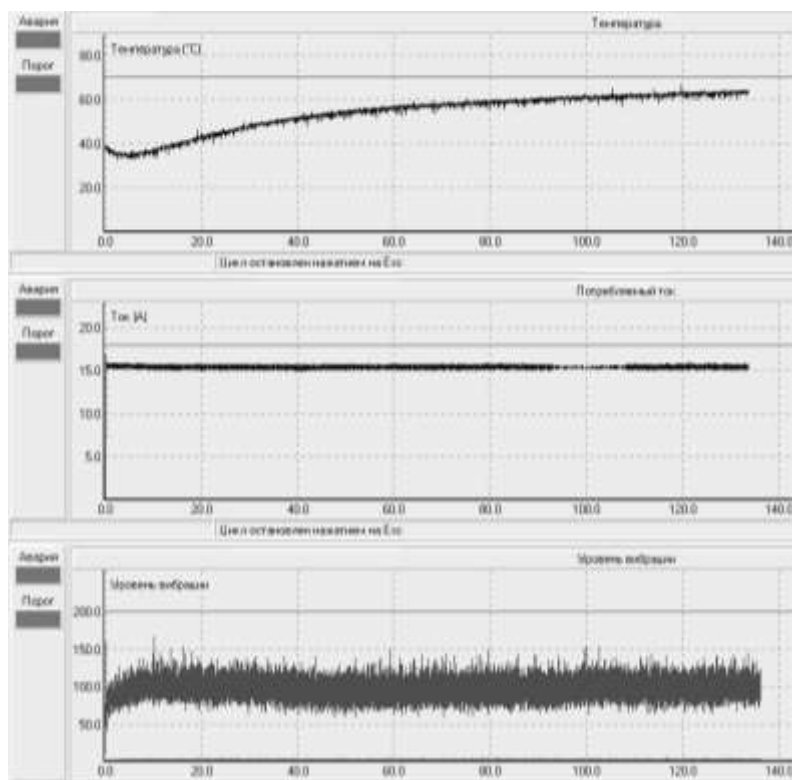 Авария
Температура
Порог
Температура (°C)
80.0
60.0
40.0
20.0
0.0 20.0 40.0 60.0 80.0 100.0 120.0 140.0
Цикл остановлен нажатием на Esc
Авария
Потребляемый ток
Порог
Ток (А)
20.0
15.0
10.0
5.0
0.0 20.0 40.0 60.0 80.0 100.0 120.0 140.0
Цикл остановлен нажатием на Esc
Авария
Уровень вибрации
Порог
Уровень вибрации
200.0
150.0
100.0
50.0
0.0 20.0 40.0 60.0 80.0 100.0 120.0 140.0